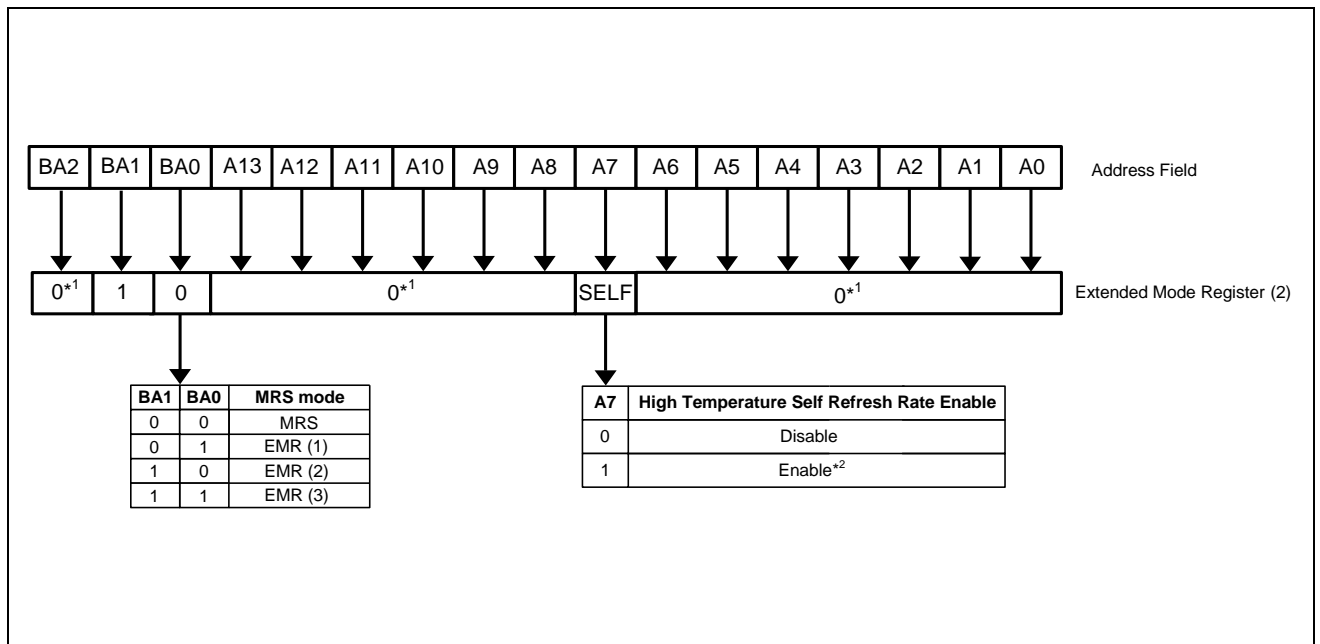 BA2 BA1 BA0 A13 A12 A11 A10 A9 A8 A7 A6 A5 A4 A3 A2 A1 A0 Address Field
0*1 1 0 0*1 SELF 0*1 Extended Mode Register (2)
BA1 BA0 MRS mode
0 0 MRS
0 1 EMR (1)
1 0 EMR (2)
1 1 EMR (3)
A7 High Temperature Self Refresh Rate Enable
0 Disable
1 Enable*2